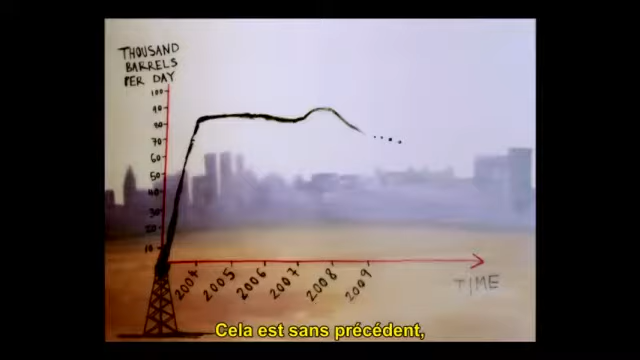 THOUSAND
BARRELS
PER DAY
100
90
80
70
60
50
40
30
20
10
2004 2005 2006 2007 2008 2009
TIME
Cela est sans précédent,